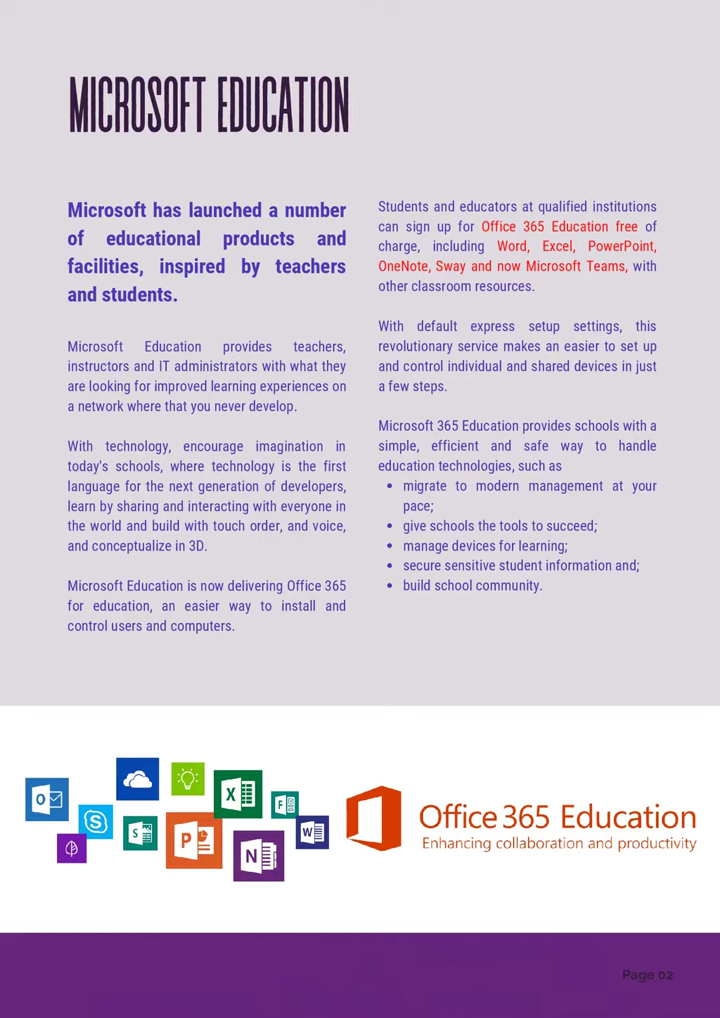 MICROSOFT EDUCATION
Microsoft has launched a number
of educational products and
facilities, inspired by teachers
and students.
Microsoft Education provides teachers,
instructors and IT administrators with what they
are looking for improved learning experiences on
a network where that you never develop.
With technology, encourage imagination in
today's schools, where technology is the first
language for the next generation of developers,
learn by sharing and interacting with everyone in
the world and build with touch order, and voice,
and conceptualize in 3D.
Microsoft Education is now delivering Office 365
for education, an easier way to install and
control users and computers.
Students and educators at qualified institutions
can sign up for Office 365 Education free of
charge, including Word, Excel, PowerPoint,
OneNote, Sway and now Microsoft Teams, with
other classroom resources.
With default express setup settings, this
revolutionary service makes an easier to set up
and control individual and shared devices in just
a few steps.
Microsoft 365 Education provides schools with a
simple, efficient and safe way to handle
education technologies, such as
• migrate to modern management at your
pace;
• give schools the tools to succeed;
• manage devices for learning;
• secure sensitive student information and;
• build school community.
O
S
S
P
X
N
F
W
Office 365 Education
Enhancing collaboration and productivity
Page 02